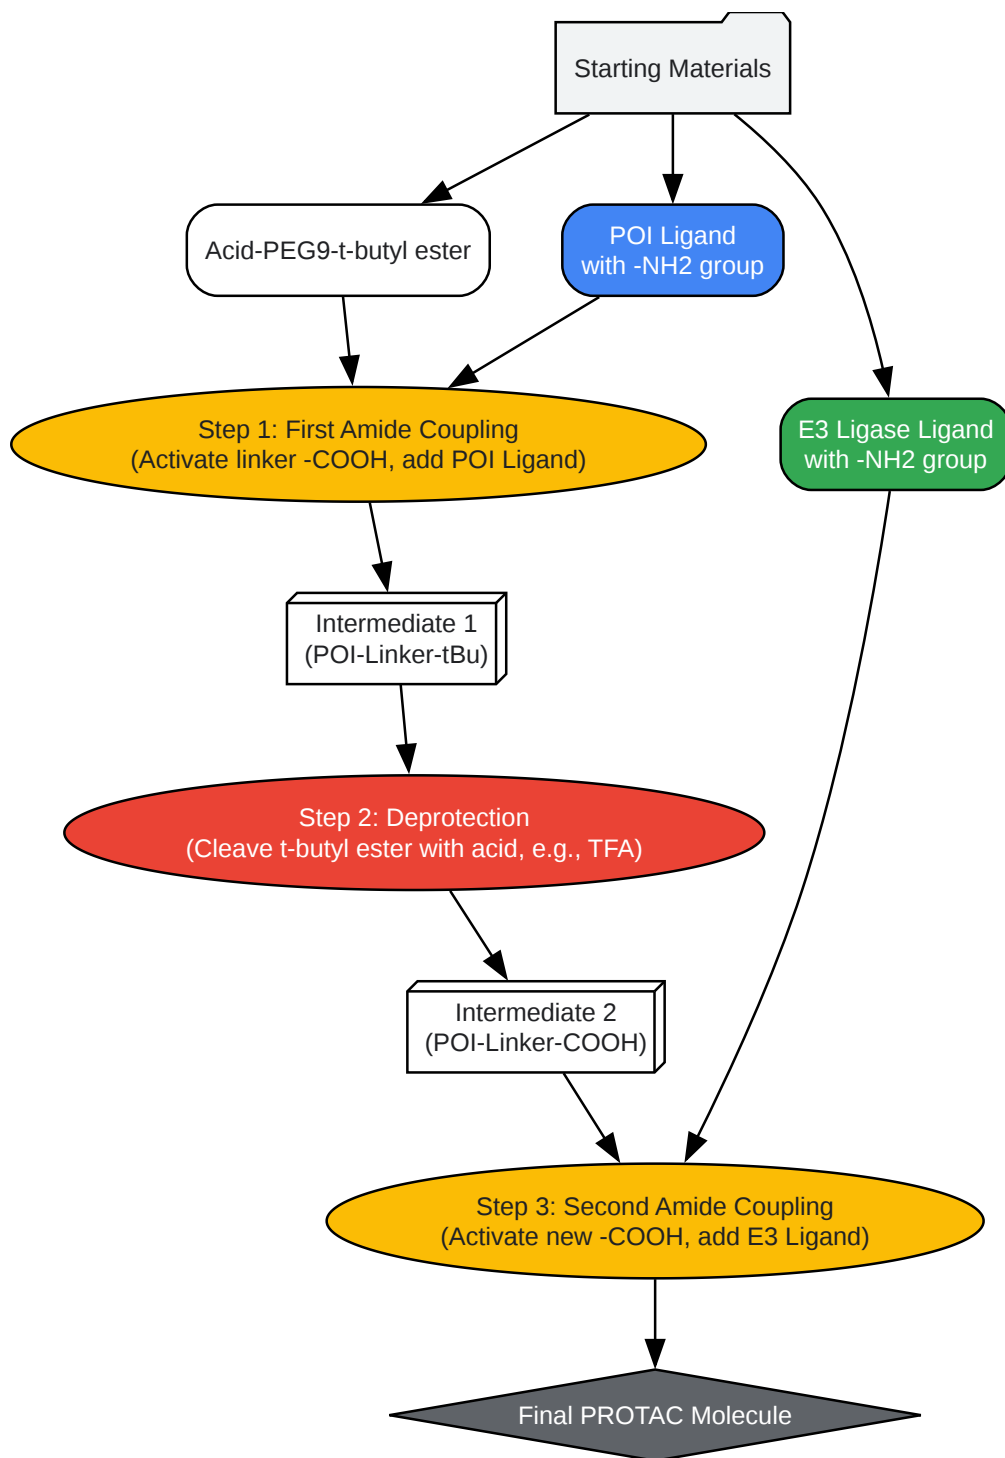 Starting Materials
Acid-PEG9-t-butyl ester
POI Ligand
with -NH2 group
Step 1: First Amide Coupling
(Activate linker -COOH, add POI Ligand)
E3 Ligase Ligand
with -NH2 group
Intermediate 1
(POI-Linker-tBu)
Step 2: Deprotection
(Cleave t-butyl ester with acid, e.g., TFA)
Intermediate 2
(POI-Linker-COOH)
Step 3: Second Amide Coupling
(Activate new -COOH, add E3 Ligand)
Final PROTAC Molecule